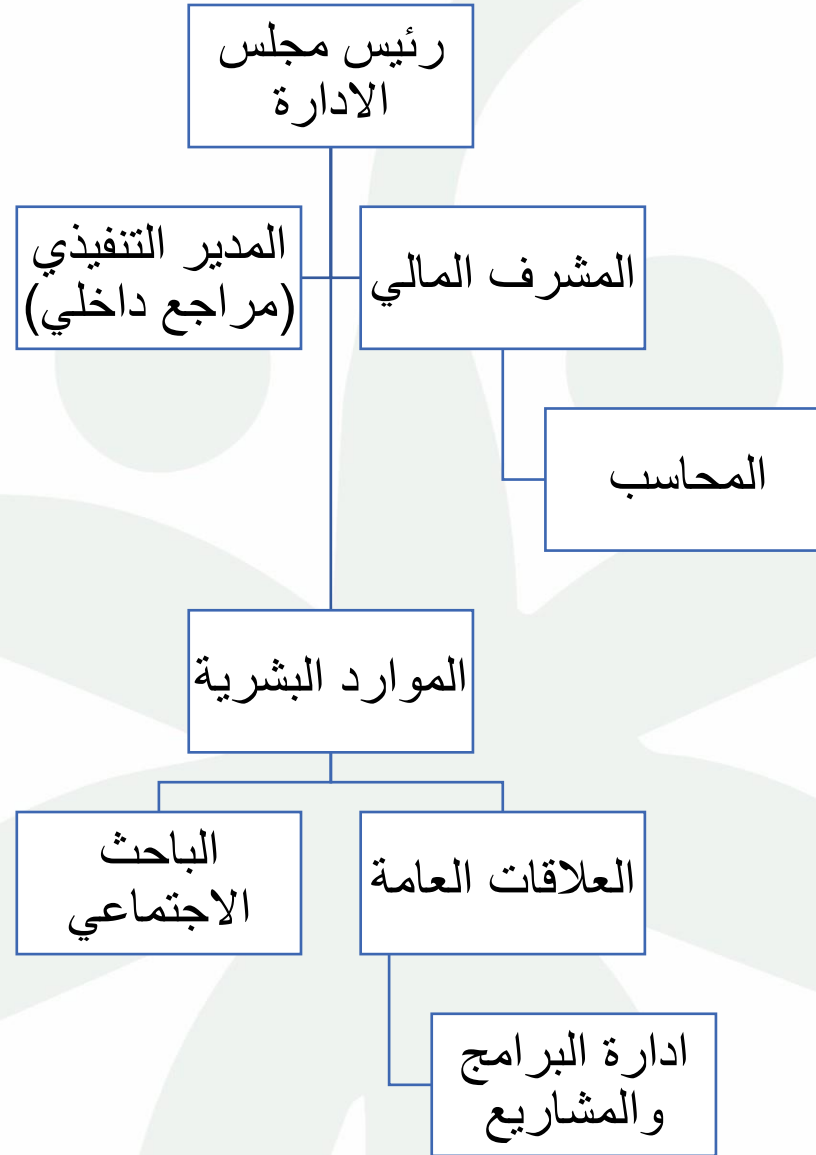 رئيس مجلس
الادارة
المشرف المالي
المدير التنفيذي
(مراجع داخلي)
المحاسب
الموارد البشرية
العلاقات العامة
الباحث
الاجتماعي
ادارة البرامج
والمشاريع